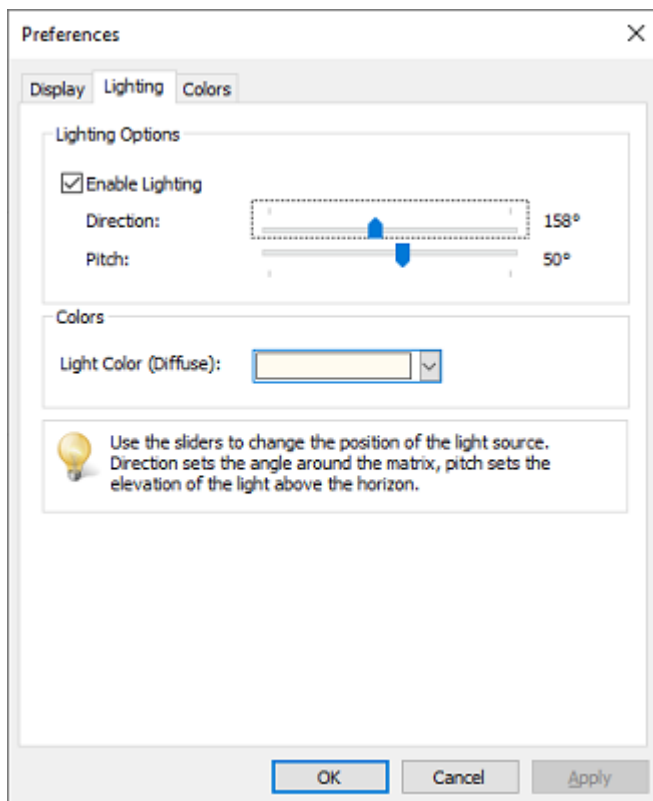 Preferences
Display Lighting Colors
Lighting Options
Enable Lighting
Direction: 158°
Pitch: 50°
Colors
Light Color (Diffuse):
Use the sliders to change the position of the light source.
Direction sets the angle around the matrix, pitch sets the
elevation of the light above the horizon.
OK Cancel Apply